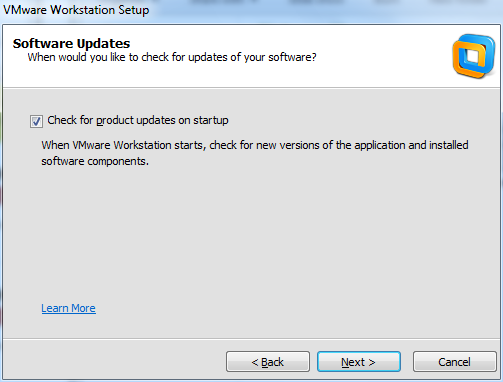 VMware Workstation Setup
Software Updates
When would you like to check for updates of your software?
Check for product updates on startup
When VMware Workstation starts, check for new versions of the application and installed
software components.
Learn More
< Back
Next >
Cancel